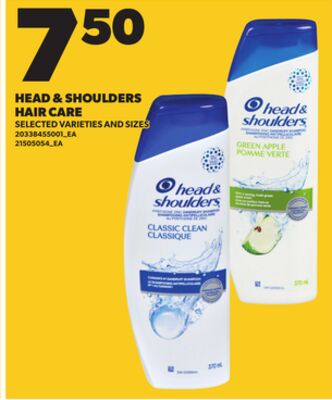 7 50
HEAD & SHOULDERS
HAIR CARE
SELECTED VARIETIES AND SIZES
20338455001_EA
21505054_EA
head &
shoulders
GREEN APPLE
POMME VERTE
370 mL
head &
shoulders
CLASSIC CLEAN
CLASSIQUE
370 mL